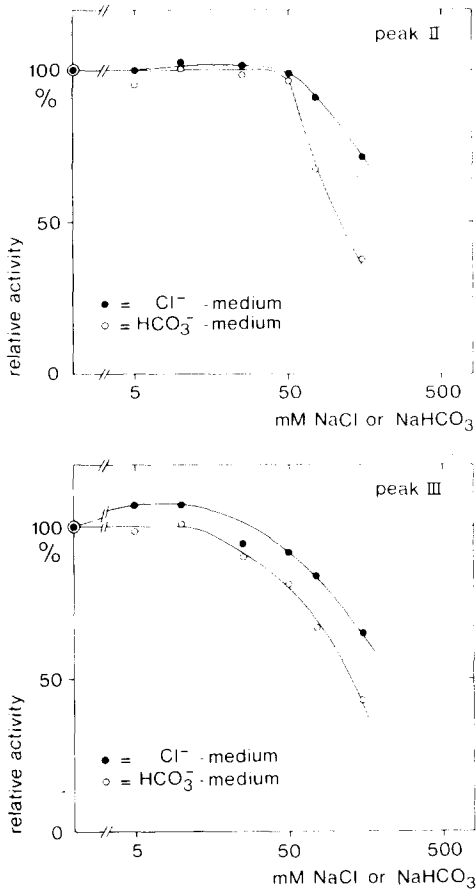 peak II
100
%
50
0
relative activity
● = Cl⁻ -medium
○ = HCO₃⁻ -medium
5 50 500
mM NaCl or NaHCO₃
peak III
100
%
50
0
relative activity
● = Cl⁻ -medium
○ = HCO₃⁻ -medium
5 50 500
mM NaCl or NaHCO₃